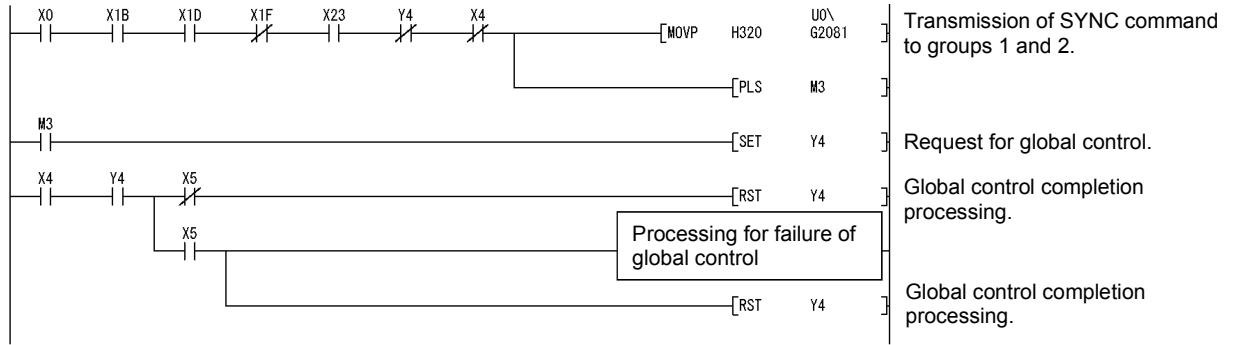 X0 X1B X1D X1F X23 Y4 X4 U0\
[MOVP H320 G2081 ] Transmission of SYNC command
to groups 1 and 2.
[PLS M3 ]
M3
[SET Y4 ] Request for global control.
X4 Y4 X5
[RST Y4 ] Global control completion
processing.
X5
Processing for failure of
global control
[RST Y4 ] Global control completion
processing.